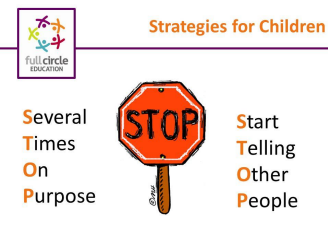 Strategies for Children
full circle
EDUCATION
Several
Times
On
Purpose
STOP
Start
Telling
Other
People